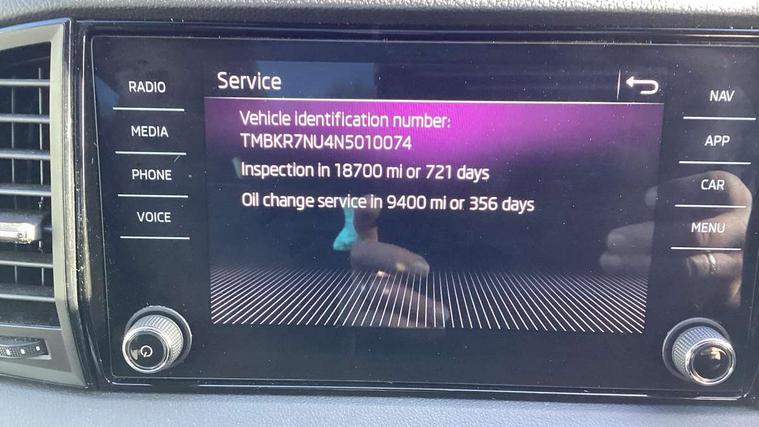 RADIO
MEDIA
PHONE
VOICE
Service
Vehicle identification number:
TMBKR7NU4N5010074
Inspection in 18700 mi or 721 days
Oil change service in 9400 mi or 356 days
NAV
APP
CAR
MENU